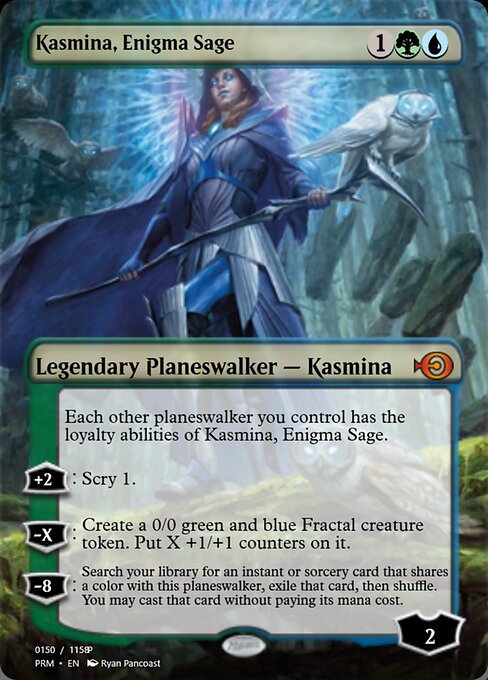 Kasmina, Enigma Sage
1
Legendary Planeswalker — Kasmina
Each other planeswalker you control has the
loyalty abilities of Kasmina, Enigma Sage.
+2 : Scry 1.
-X : Create a 0/0 green and blue Fractal creature
token. Put X +1/+1 counters on it.
-8 : Search your library for an instant or sorcery card that shares
a color with this planeswalker, exile that card, then shuffle.
You may cast that card without paying its mana cost.
2
0150 / 1158P
PRM • EN Ryan Pancoast